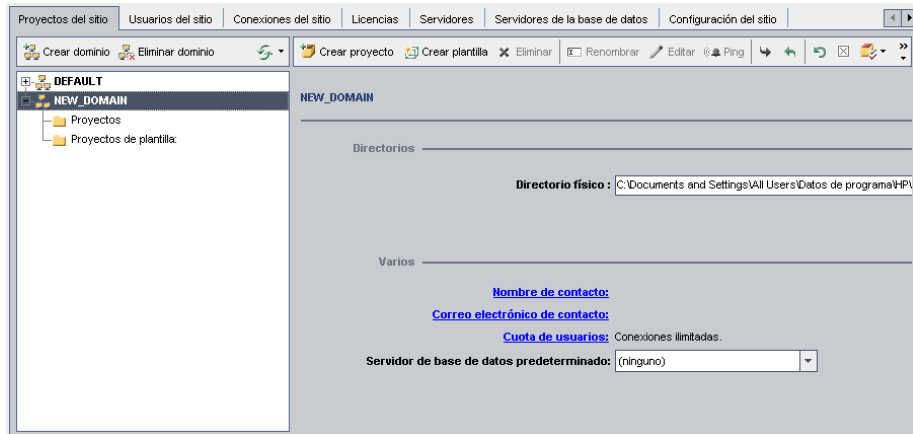 Proyectos del sitio Usuarios del sitio Conexiones del sitio Licencias Servidores Servidores de la base de datos Configuración del sitio
Crear dominio Eliminar dominio Crear proyecto Crear plantilla Eliminar Renombrar Editar Ping
DEFAULT
NEW_DOMAIN
Proyectos
Proyectos de plantilla:
NEW_DOMAIN
Directorios
Directorio físico : C:\Documents and Settings\All Users\Datos de programa\HP\
Varios
Nombre de contacto:
Correo electrónico de contacto:
Cuota de usuarios: Conexiones ilimitadas.
Servidor de base de datos predeterminado: (ninguno)